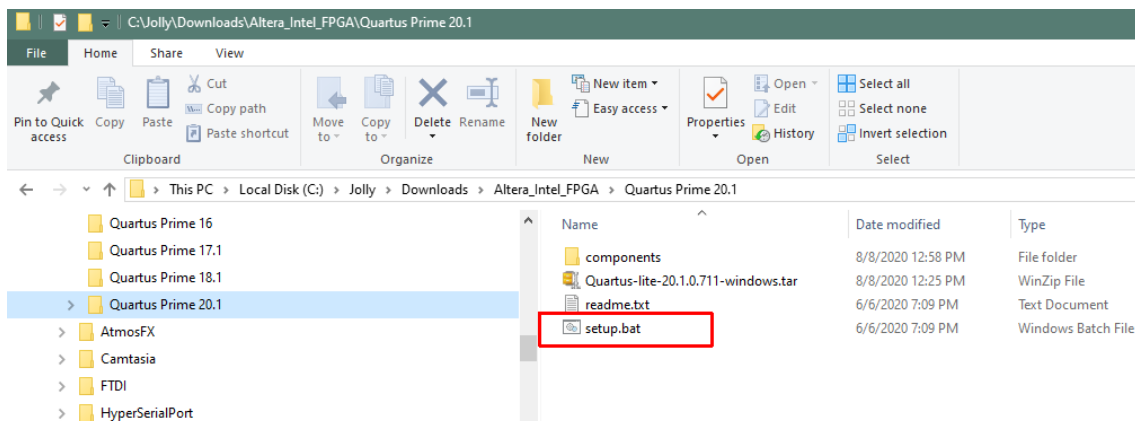 C:\Jolly\Downloads\Altera_Intel_FPGA\Quartus Prime 20.1
File Home Share View
Pin to Quick access
Copy
Paste
Cut
Copy path
Paste shortcut
Clipboard
Move to
Copy to
Delete
Rename
Organize
New folder
New item
Easy access
New
Properties
Open
Edit
History
Open
Select all
Select none
Invert selection
Select
This PC > Local Disk (C:) > Jolly > Downloads > Altera_Intel_FPGA > Quartus Prime 20.1
Quartus Prime 16
Quartus Prime 17.1
Quartus Prime 18.1
Quartus Prime 20.1
AtmosFX
Camtasia
FTDI
HyperSerialPort
Name Date modified Type
components 8/8/2020 12:58 PM File folder
Quartus-lite-20.1.0.711-windows.tar 8/8/2020 12:25 PM WinZip File
readme.txt 6/6/2020 7:09 PM Text Document
setup.bat 6/6/2020 7:09 PM Windows Batch File